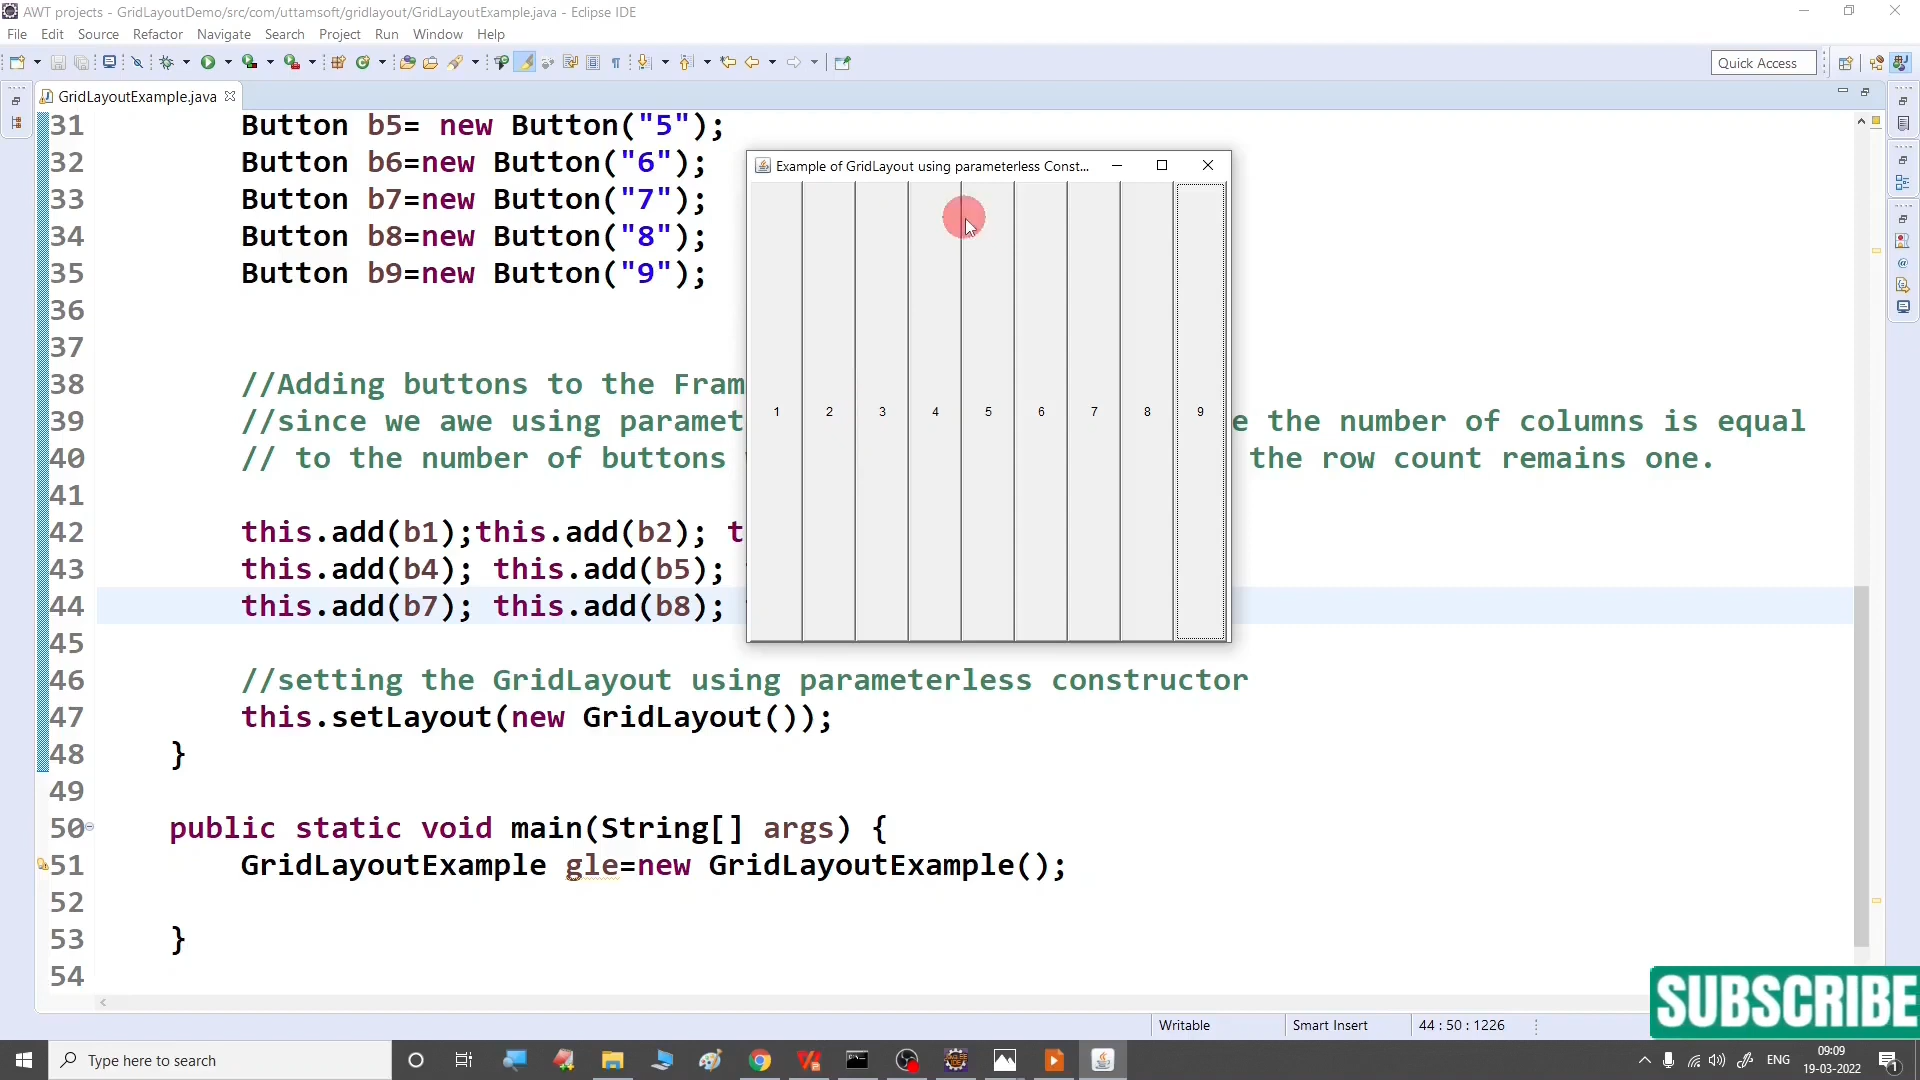 AWT projects - GridLayoutDemo/src/com/uttamsoft/gridlayout/GridLayoutExample.java - Eclipse IDE
File Edit Source Refactor Navigate Search Project Run Window Help
Quick Access
GridLayoutExample.java
31 Button b5= new Button("5");
32 Button b6=new Button("6");
33 Button b7=new Button("7");
34 Button b8=new Button("8");
35 Button b9=new Button("9");
36
37
38 //Adding buttons to the Fram
39 //since we awe using paramet e the number of columns is equal
40 // to the number of buttons the row count remains one.
41
42 this.add(b1);this.add(b2); t
43 this.add(b4); this.add(b5);
44 this.add(b7); this.add(b8);
45
46 //setting the GridLayout using parameterless constructor
47 this.setLayout(new GridLayout());
48 }
49
50 public static void main(String[] args) {
51 GridLayoutExample gle=new GridLayoutExample();
52
53 }
54
Example of GridLayout using parameterless Const...
1 2 3 4 5 6 7 8 9
SUBSCRIBE
Writable Smart Insert 44 : 50 : 1226
Type here to search
ENG
09:09
19-03-2022